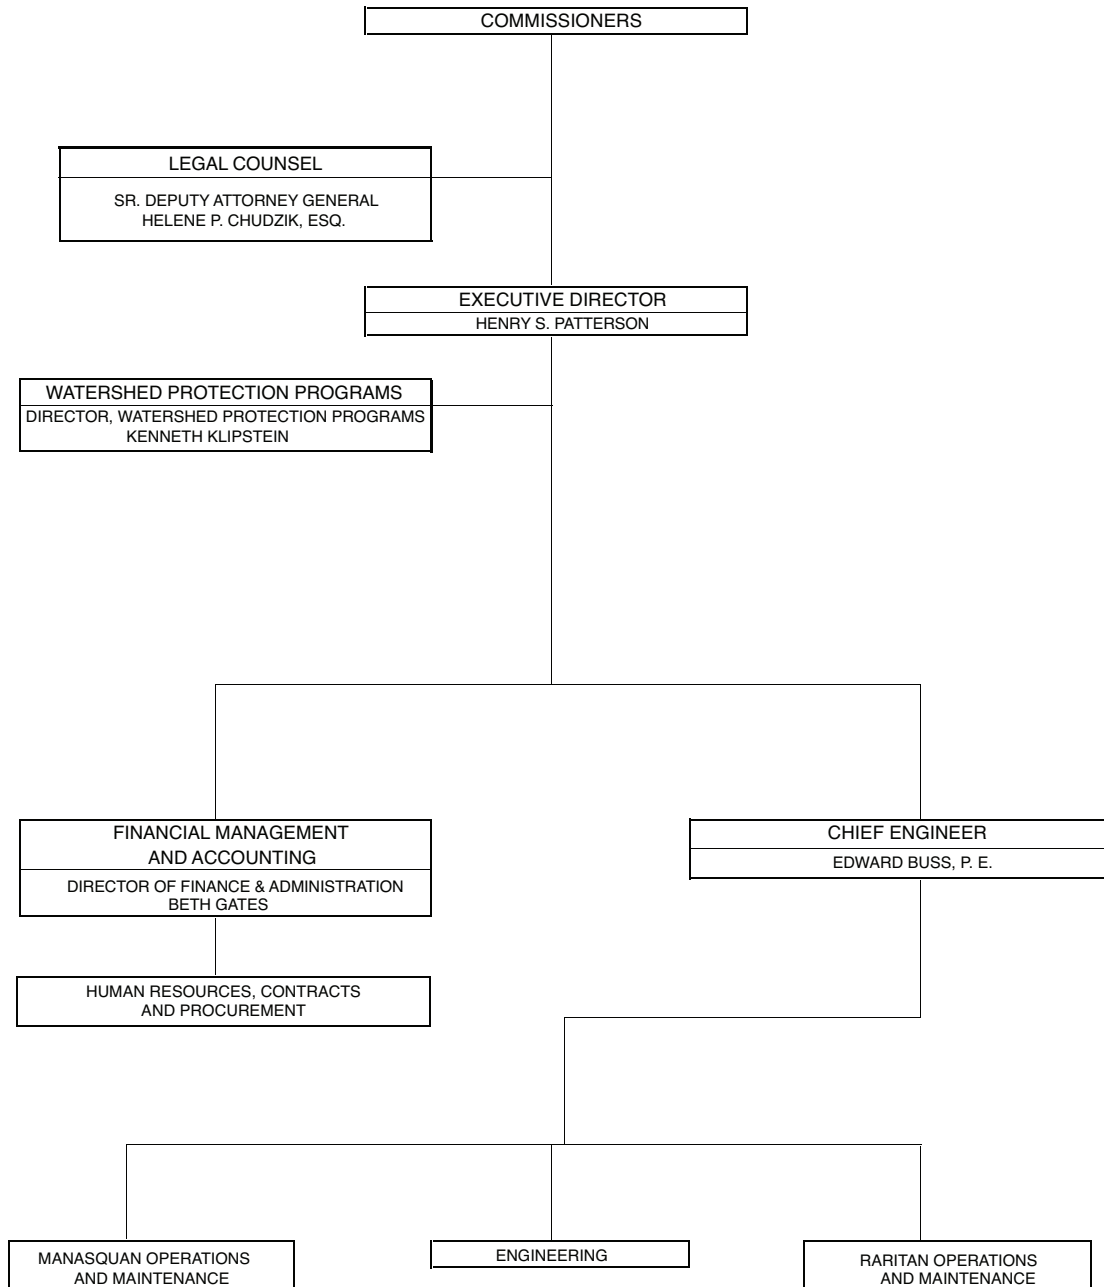 COMMISSIONERS
LEGAL COUNSEL
SR. DEPUTY ATTORNEY GENERAL
HELENE P. CHUDZIK, ESQ.
EXECUTIVE DIRECTOR
HENRY S. PATTERSON
WATERSHED PROTECTION PROGRAMS
DIRECTOR, WATERSHED PROTECTION PROGRAMS
KENNETH KLIPSTEIN
FINANCIAL MANAGEMENT
AND ACCOUNTING
DIRECTOR OF FINANCE & ADMINISTRATION
BETH GATES
CHIEF ENGINEER
EDWARD BUSS, P. E.
HUMAN RESOURCES, CONTRACTS
AND PROCUREMENT
MANASQUAN OPERATIONS
AND MAINTENANCE
ENGINEERING
RARITAN OPERATIONS
AND MAINTENANCE